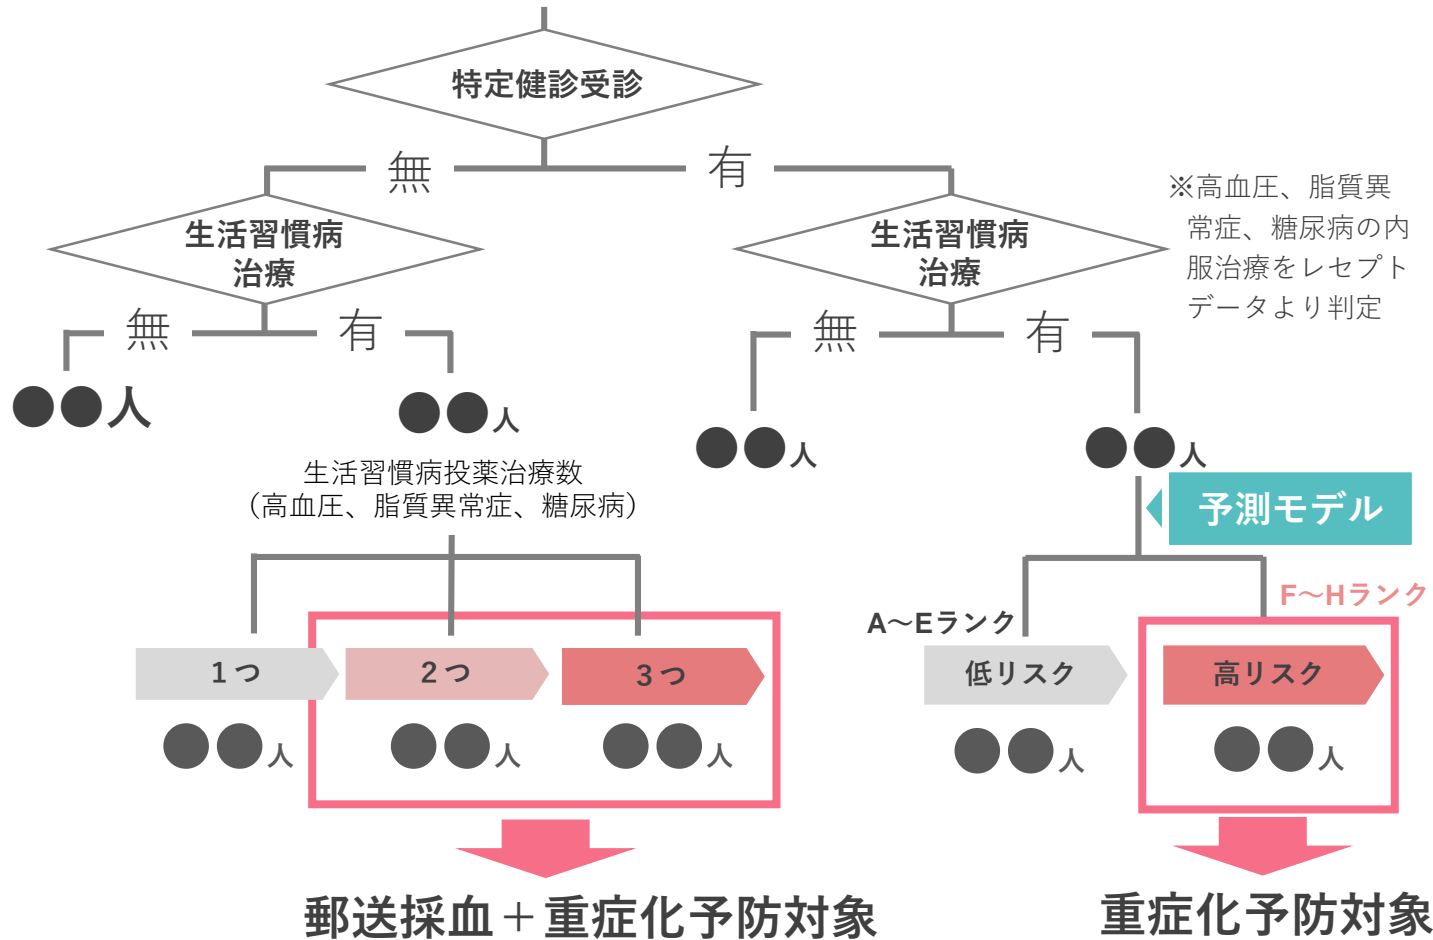 特定健診受診
無
有
生活習慣病
治療
生活習慣病
治療
※高血圧、脂質異
常症、糖尿病の内
服治療をレセプト
データより判定
無
有
無
有
●●人
●●人
●●人
●●人
生活習慣病投薬治療数
（高血圧、脂質異常症、糖尿病）
予測モデル
A～Eランク
F～Hランク
1つ
2つ
3つ
低リスク
高リスク
●●人
●●人
●●人
●●人
●●人
郵送採血＋重症化予防対象
重症化予防対象